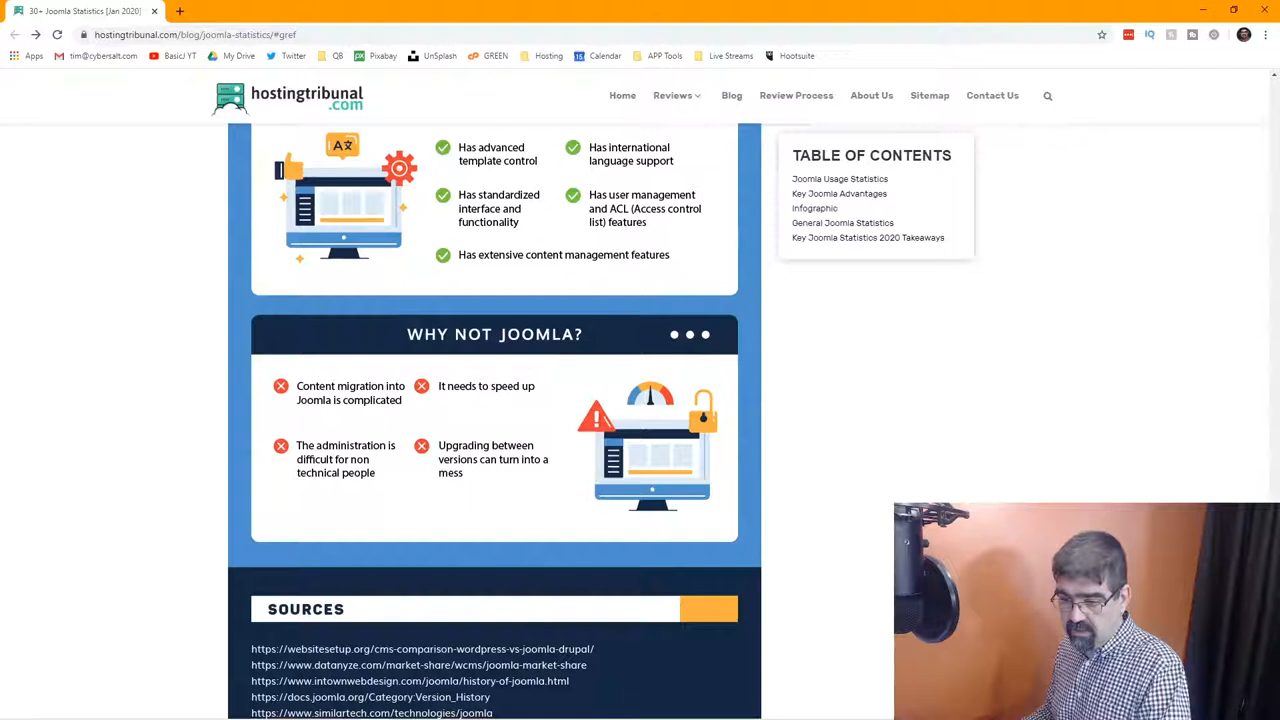 30+ Joomla Statistics [Jan 2020]
hostingtribunal.com/blog/joomla-statistics/#gref
Apps tim@cybersalt.com BasicJ YT My Drive Twitter QB Pixabay UnSplash GREEN Hosting Calendar APP Tools Live Streams Hootsuite
hostingtribunal
.com
Home Reviews Blog Review Process About Us Sitemap Contact Us
Has advanced
template control
Has international
language support
Has standardized
interface and
functionality
Has user management
and ACL (Access control
list) features
Has extensive content management features
TABLE OF CONTENTS
Joomla Usage Statistics
Key Joomla Advantages
Infographic
General Joomla Statistics
Key Joomla Statistics 2020 Takeaways
WHY NOT JOOMLA?
Content migration into
Joomla is complicated
It needs to speed up
The administration is
difficult for non
technical people
Upgrading between
versions can turn into a
mess
SOURCES
https://websitesetup.org/cms-comparison-wordpress-vs-joomla-drupal/
https://www.datanyze.com/market-share/wcms/joomla-market-share
https://www.intownwebdesign.com/joomla/history-of-joomla.html
https://docs.joomla.org/Category:Version_History
https://www.similartech.com/technologies/joomla